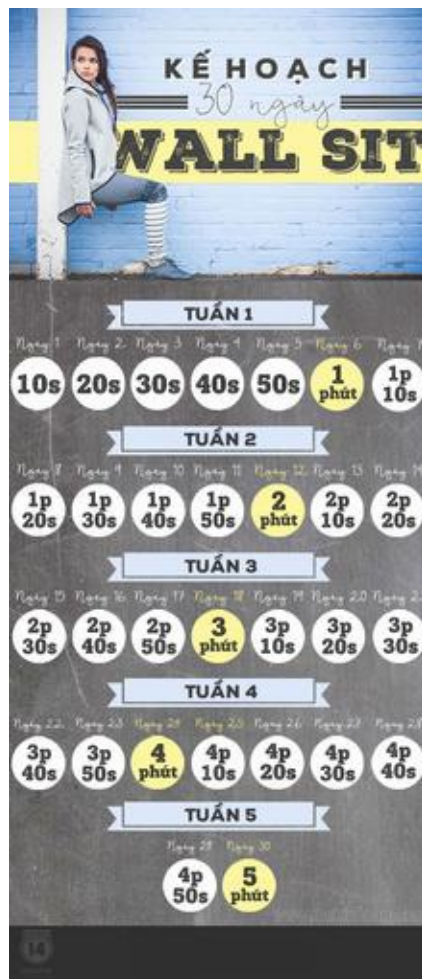 KẾ HOẠCH
30 ngày
WALL SIT
TUẦN 1
Ngày 1 Ngày 2 Ngày 3 Ngày 4 Ngày 5 Ngày 6 Ngày
10s 20s 30s 40s 50s 1 phút 1p 10s
TUẦN 2
Ngày 8 Ngày 9 Ngày 10 Ngày 11 Ngày 12 Ngày 13 Ngày
1p 20s 1p 30s 1p 40s 1p 50s 2 phút 2p 10s 2p 20s
TUẦN 3
Ngày 15 Ngày 16 Ngày 17 Ngày 18 Ngày 19 Ngày 20 Ngày
2p 30s 2p 40s 2p 50s 3 phút 3p 10s 3p 20s 3p 30s
TUẦN 4
Ngày 22 Ngày 23 Ngày 24 Ngày 25 Ngày 26 Ngày 27 Ngày 28
3p 40s 3p 50s 4 phút 4p 10s 4p 20s 4p 30s 4p 40s
TUẦN 5
Ngày 29 Ngày 30
4p 50s 5 phút
14